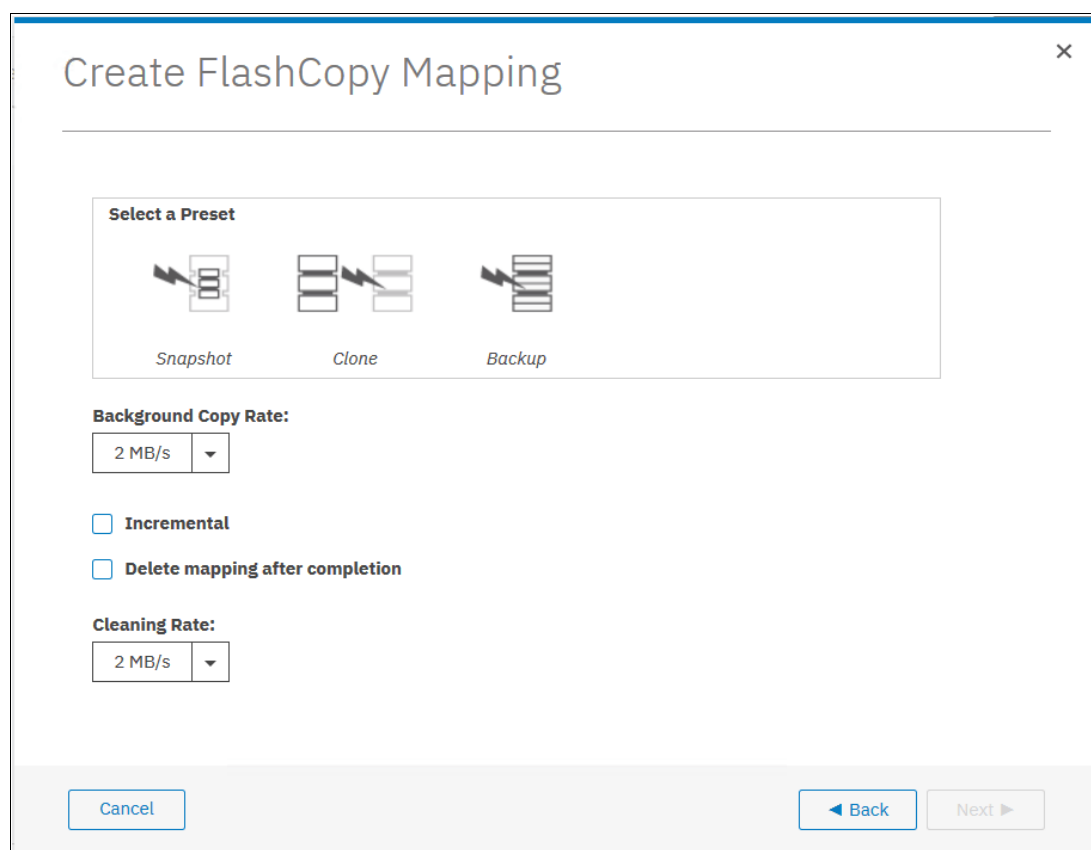 Create FlashCopy Mapping
Select a Preset
Snapshot Clone Backup
Background Copy Rate:
2 MB/s
Incremental
Delete mapping after completion
Cleaning Rate:
2 MB/s
Cancel Back Next